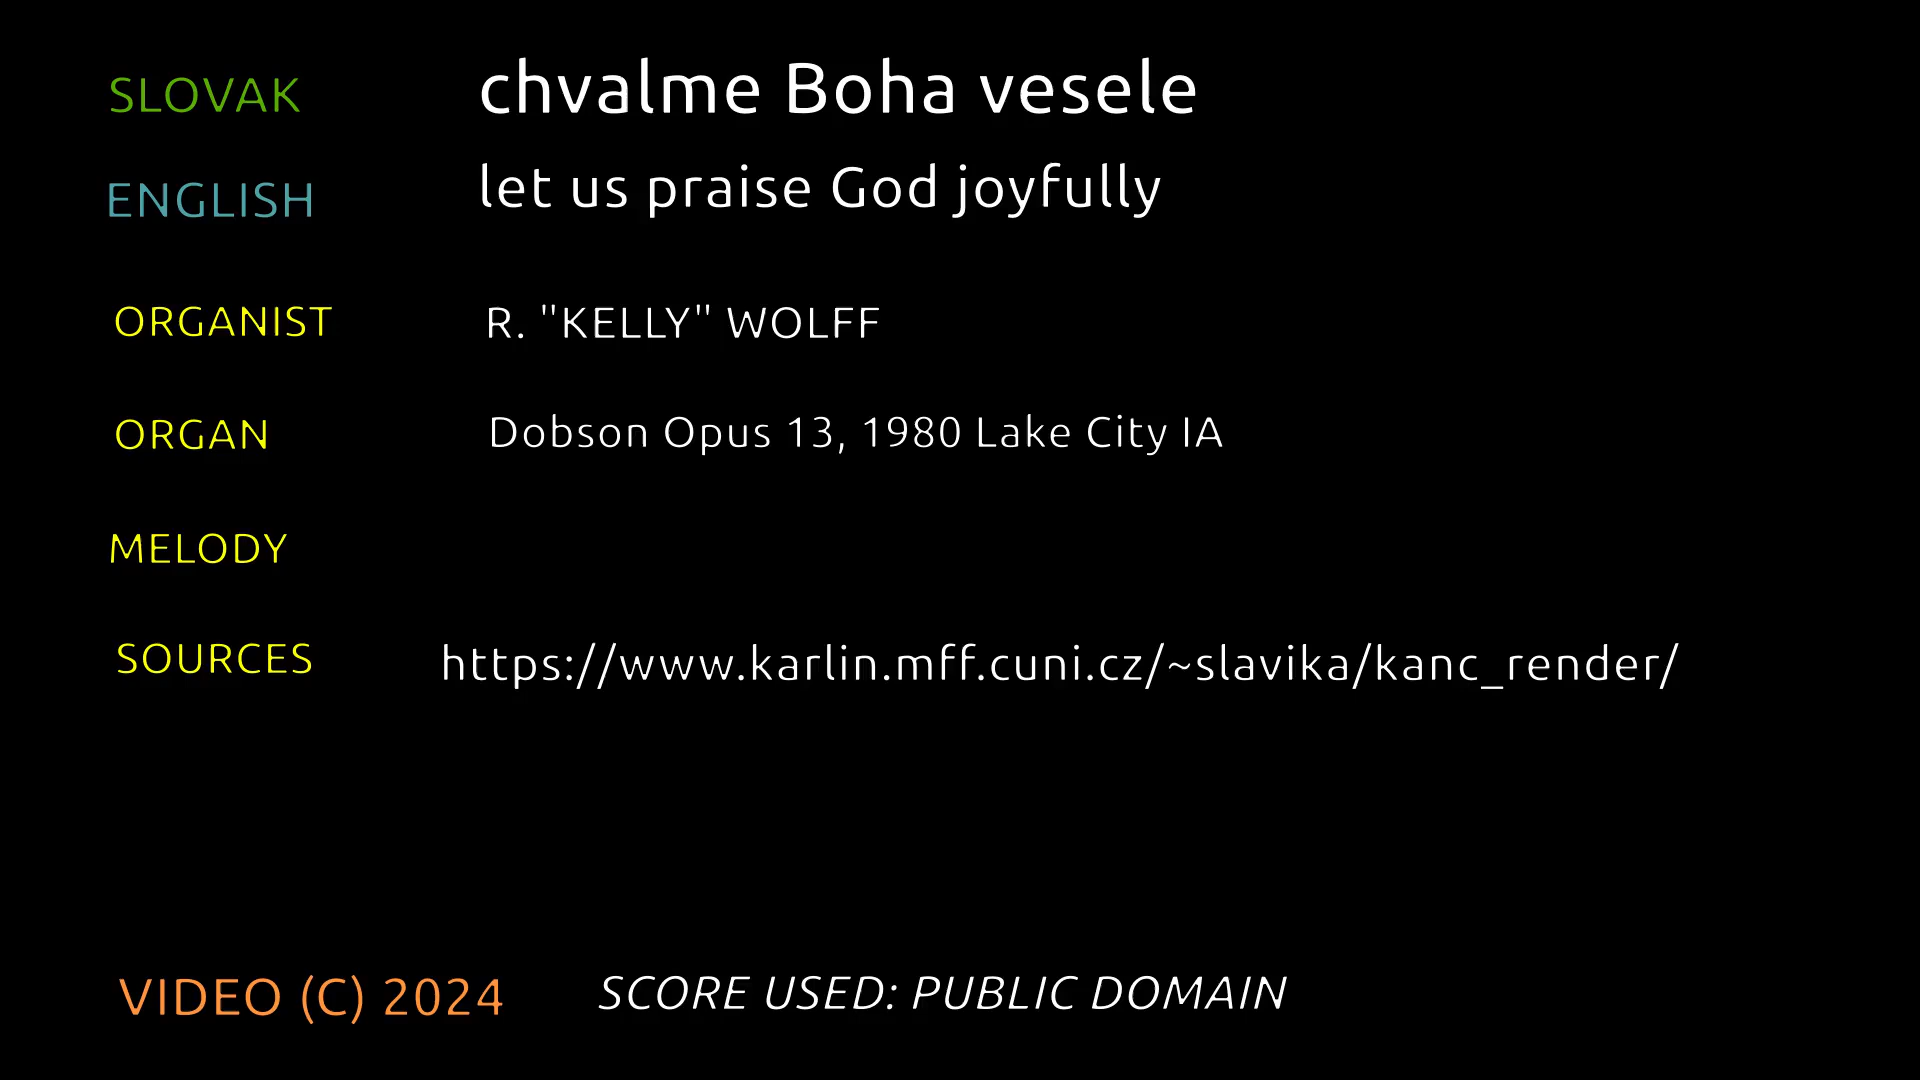 SLOVAK chvalme Boha vesele
ENGLISH let us praise God joyfully
ORGANIST R. "KELLY" WOLFF
ORGAN Dobson Opus 13, 1980 Lake City IA
MELODY
SOURCES https://www.karlin.mff.cuni.cz/~slavika/kanc_render/
VIDEO (C) 2024 SCORE USED: PUBLIC DOMAIN